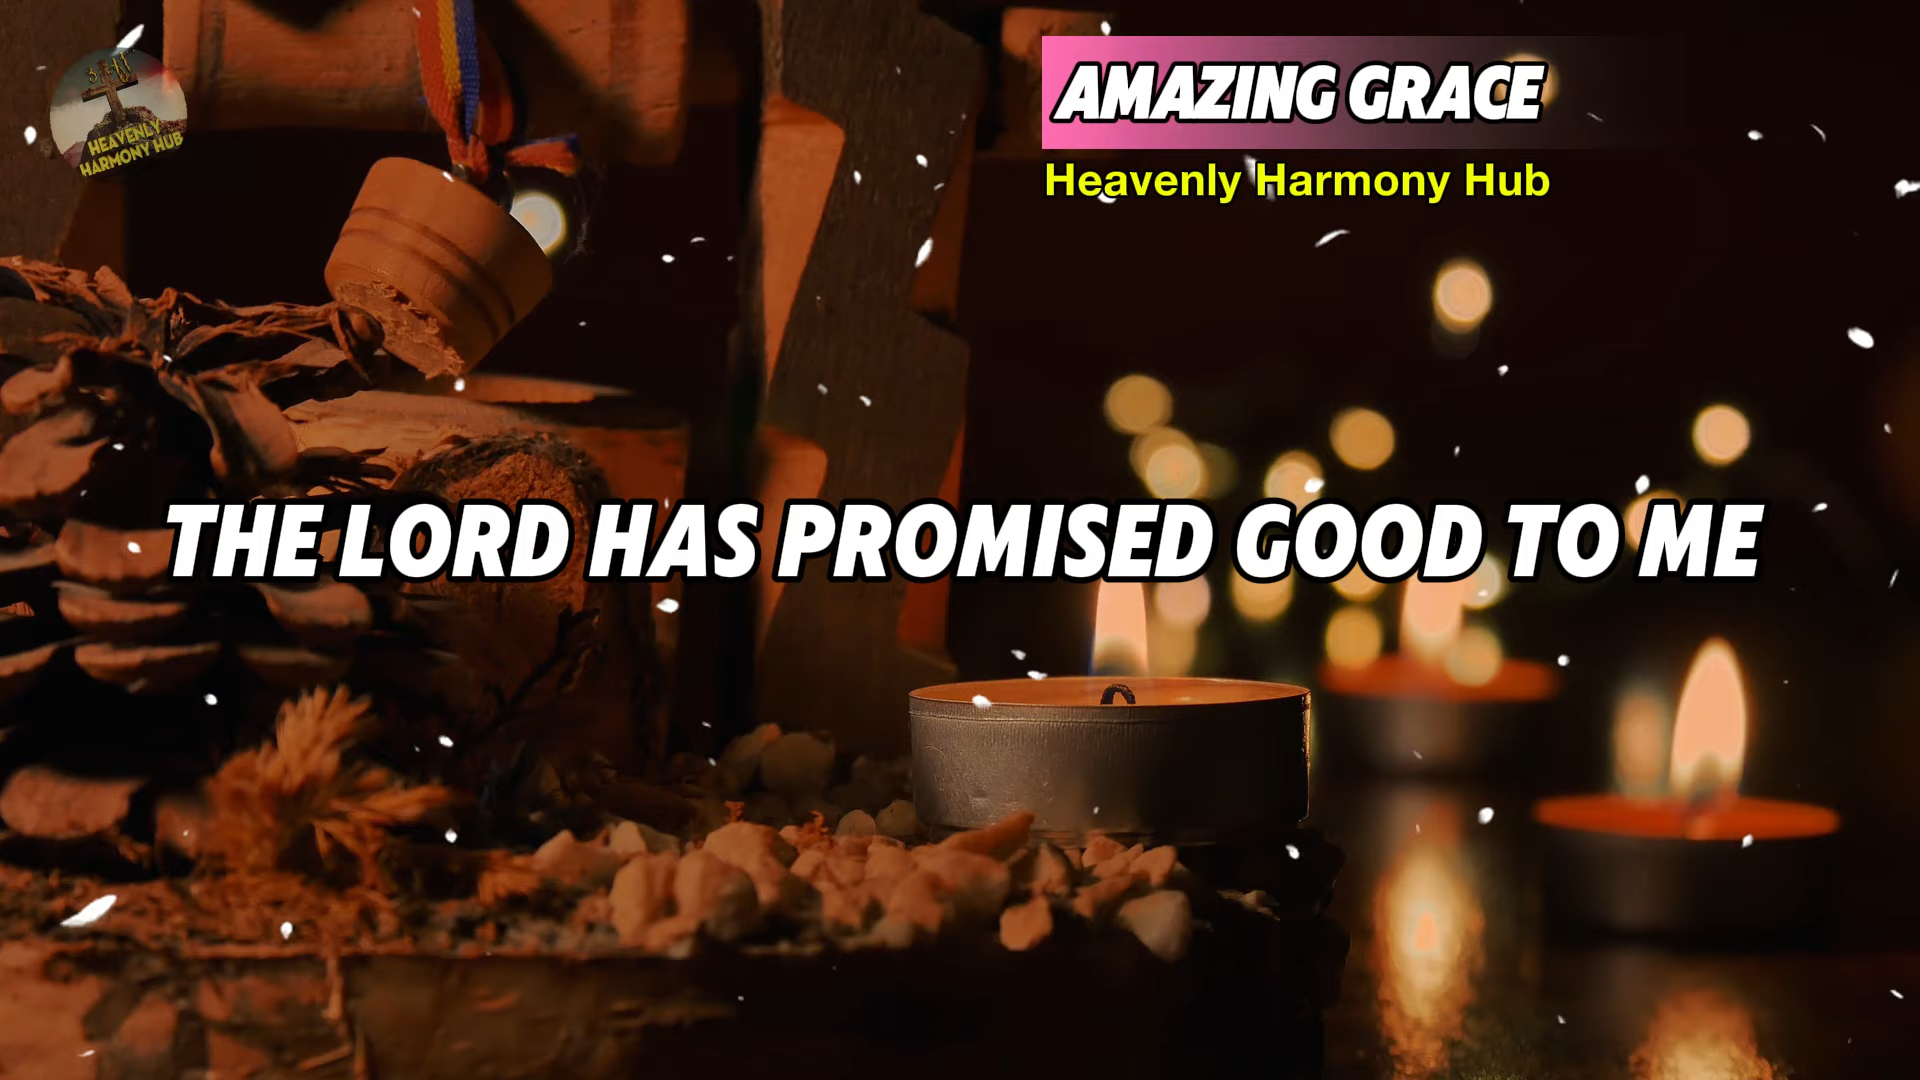 HEAVENLY
HARMONY HUB
AMAZING GRACE
Heavenly Harmony Hub
THE LORD HAS PROMISED GOOD TO ME